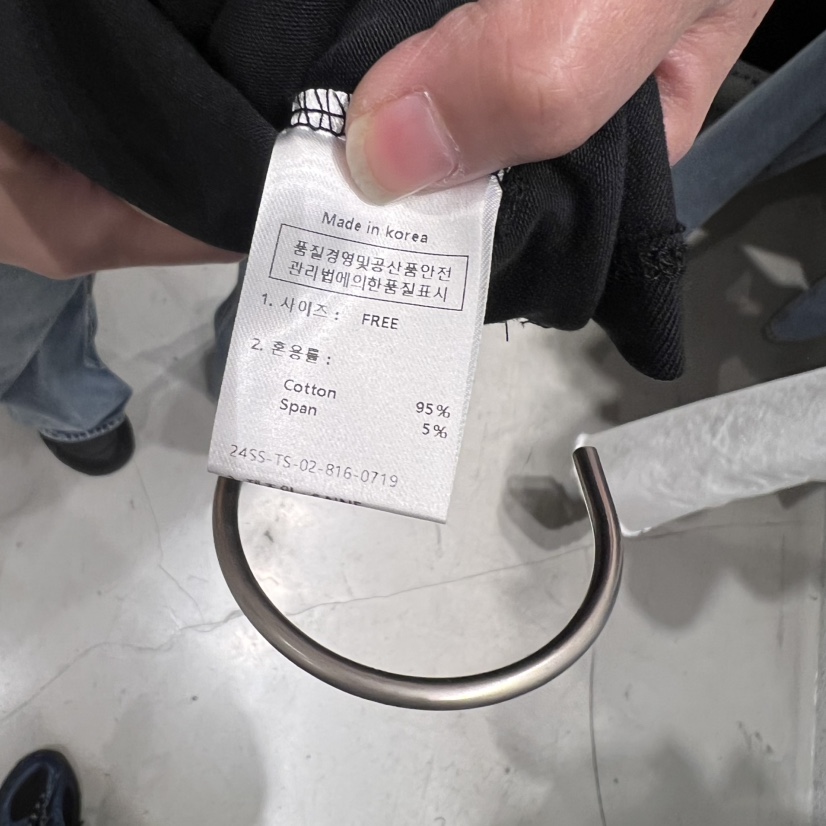 Made in korea
품질경영및공산품안전
관리법에의한품질표시
1. 사이즈 : FREE
2. 혼용률 :
Cotton 95%
Span 5%
24SS-TS-02-816-0719